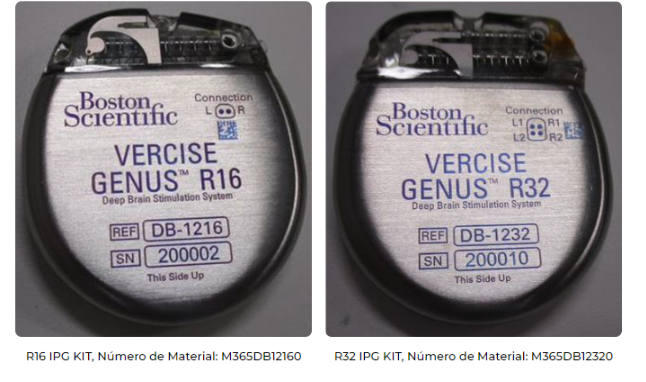 Boston
Scientific
Connection
L R
VERCISE
GENUS™ R16
Deep Brain Stimulation System
REF DB-1216
SN 200002
This Side Up
R16 IPG KIT, Número de Material: M365DB12160
Boston
Scientific
Connection
L1 R1
L2 R2
VERCISE
GENUS™ R32
Deep Brain Stimulation System
REF DB-1232
SN 200010
This Side Up
R32 IPG KIT, Número de Material: M365DB12320